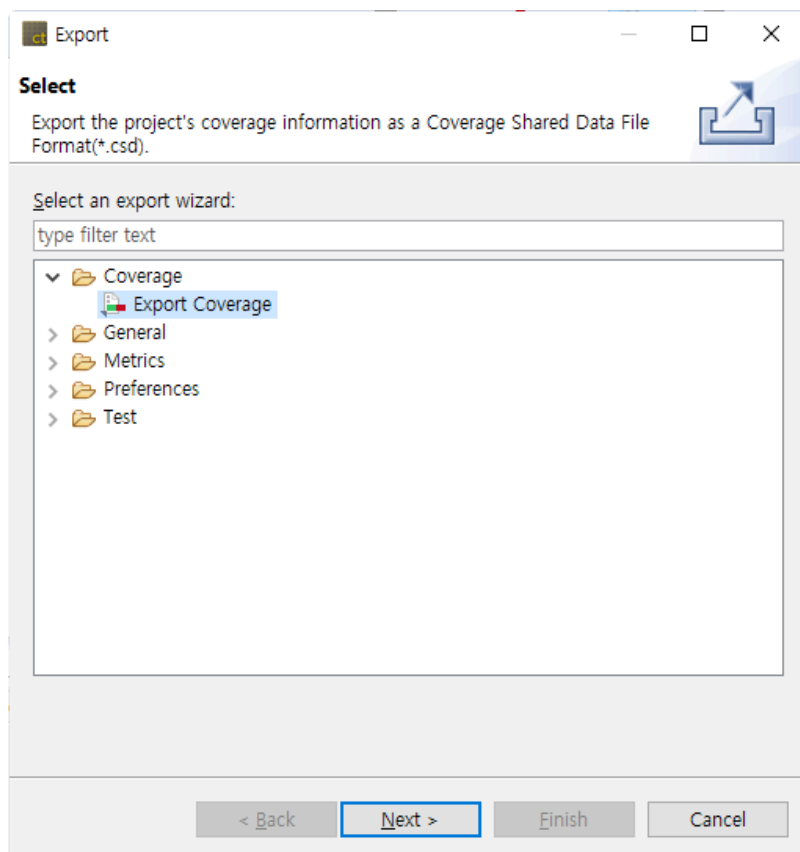 ct Export
Select
Export the project's coverage information as a Coverage Shared Data File
Format(*.csd).
Select an export wizard:
type filter text
Coverage
Export Coverage
General
Metrics
Preferences
Test
< Back Next > Finish Cancel